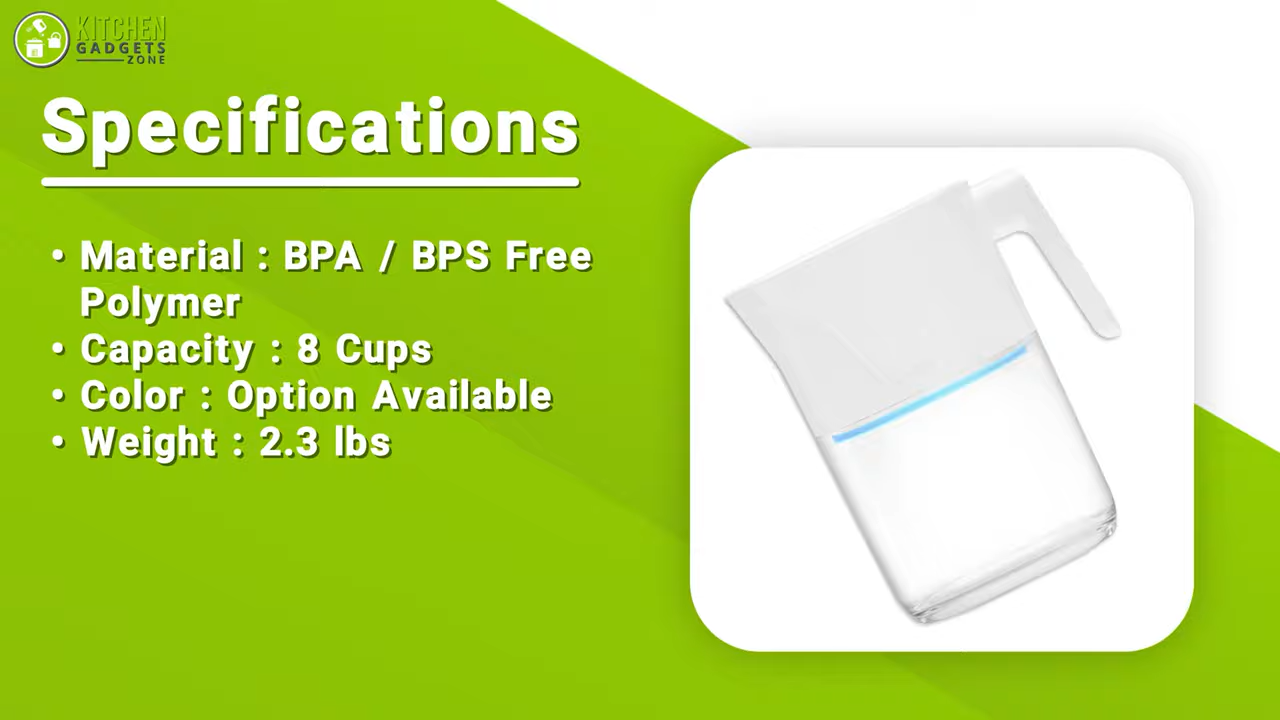 KITCHEN
GADGETS
ZONE
Specifications
• Material : BPA / BPS Free
Polymer
• Capacity : 8 Cups
• Color : Option Available
• Weight : 2.3 lbs